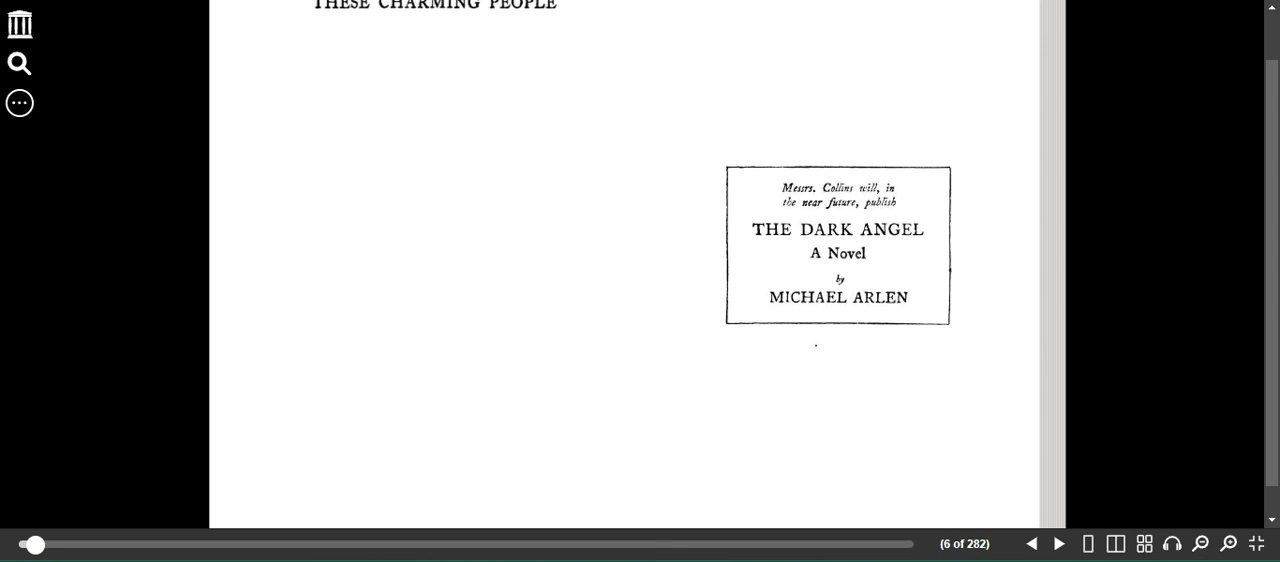 THESE CHARMING PEOPLE
Messrs. Collins will, in
the near future, publish
THE DARK ANGEL
A Novel
by
MICHAEL ARLEN
(6 of 282)